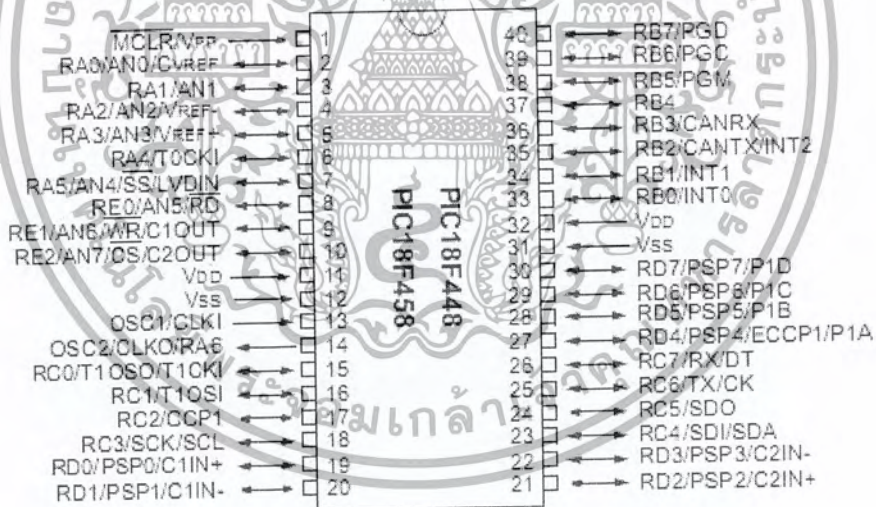 MCLR/VPP 1
RA0/AN0/CVREF 2
RA1/AN1 3
RA2/AN2/VREF- 4
RA3/AN3/VREF+ 5
RA4/T0CKI 6
RA5/AN4/SS/LVDIN 7
RE0/AN5/RD 8
RE1/AN6/WR/C1OUT 9
RE2/AN7/CS/C2OUT 10
VDD 11
VSS 12
OSC1/CLKI 13
OSC2/CLKO/RA6 14
RC0/T1OSO/T1CKI 15
RC1/T1OSI 16
RC2/CCP1 17
RC3/SCK/SCL 18
RD0/PSP0/C1IN+ 19
RD1/PSP1/C1IN- 20
PIC18F448
PIC18F458
40 RB7/PGD
39 RB6/PGC
38 RB5/PGM
37 RB4
36 RB3/CANRX
35 RB2/CANTX/INT2
34 RB1/INT1
33 RB0/INT0
32 VDD
31 VSS
30 RD7/PSP7/P1D
29 RD6/PSP6/P1C
28 RD5/PSP5/P1B
27 RD4/PSP4/ECCP1/P1A
26 RC7/RX/DT
25 RC6/TX/CK
24 RC5/SDO
23 RC4/SDI/SDA
22 RD3/PSP3/C2IN-
21 RD2/PSP2/C2IN+